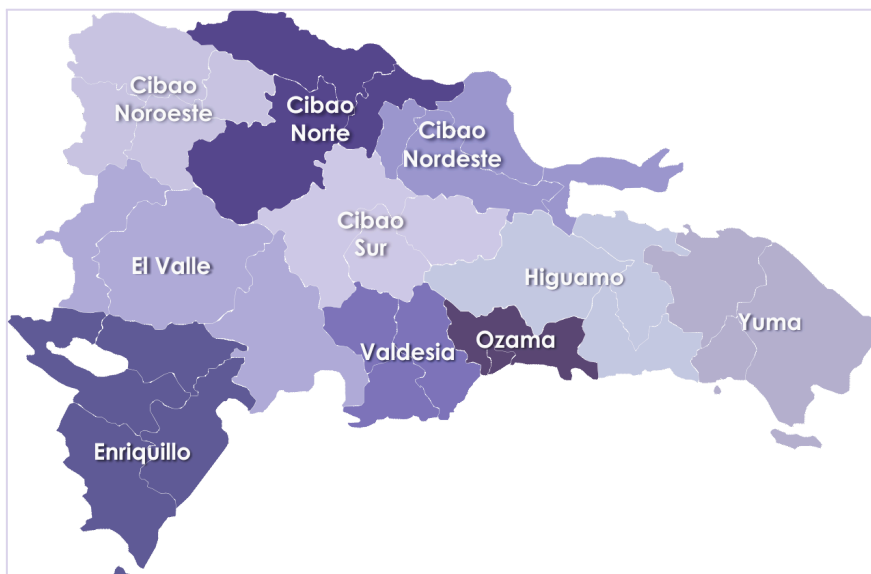 Cibao
Noroeste
Cibao
Norte
Cibao
Nordeste
Cibao
Sur
El Valle
Higuamo
Yuma
Ozama
Valdesia
Enriquillo